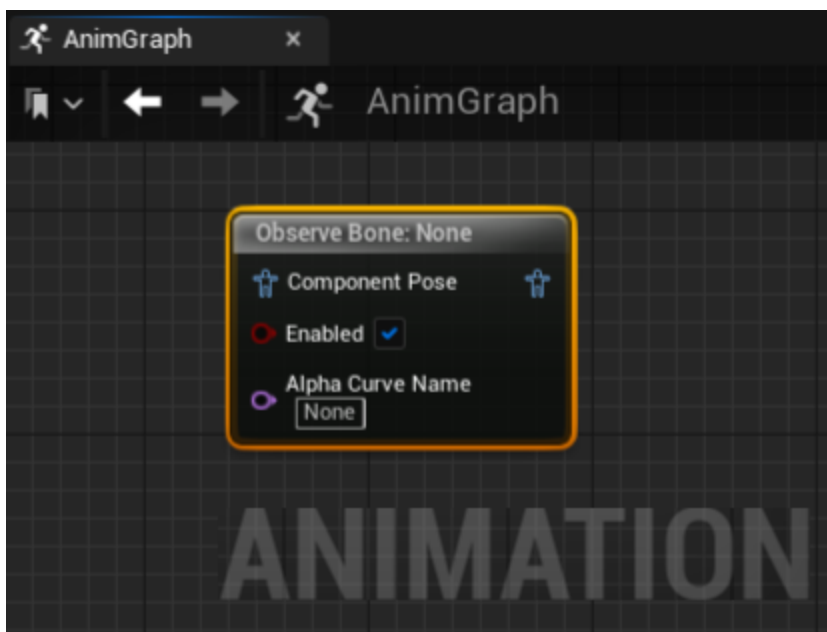 AnimGraph
AnimGraph
Observe Bone: None
Component Pose
Enabled
Alpha Curve Name
None
ANIMATION